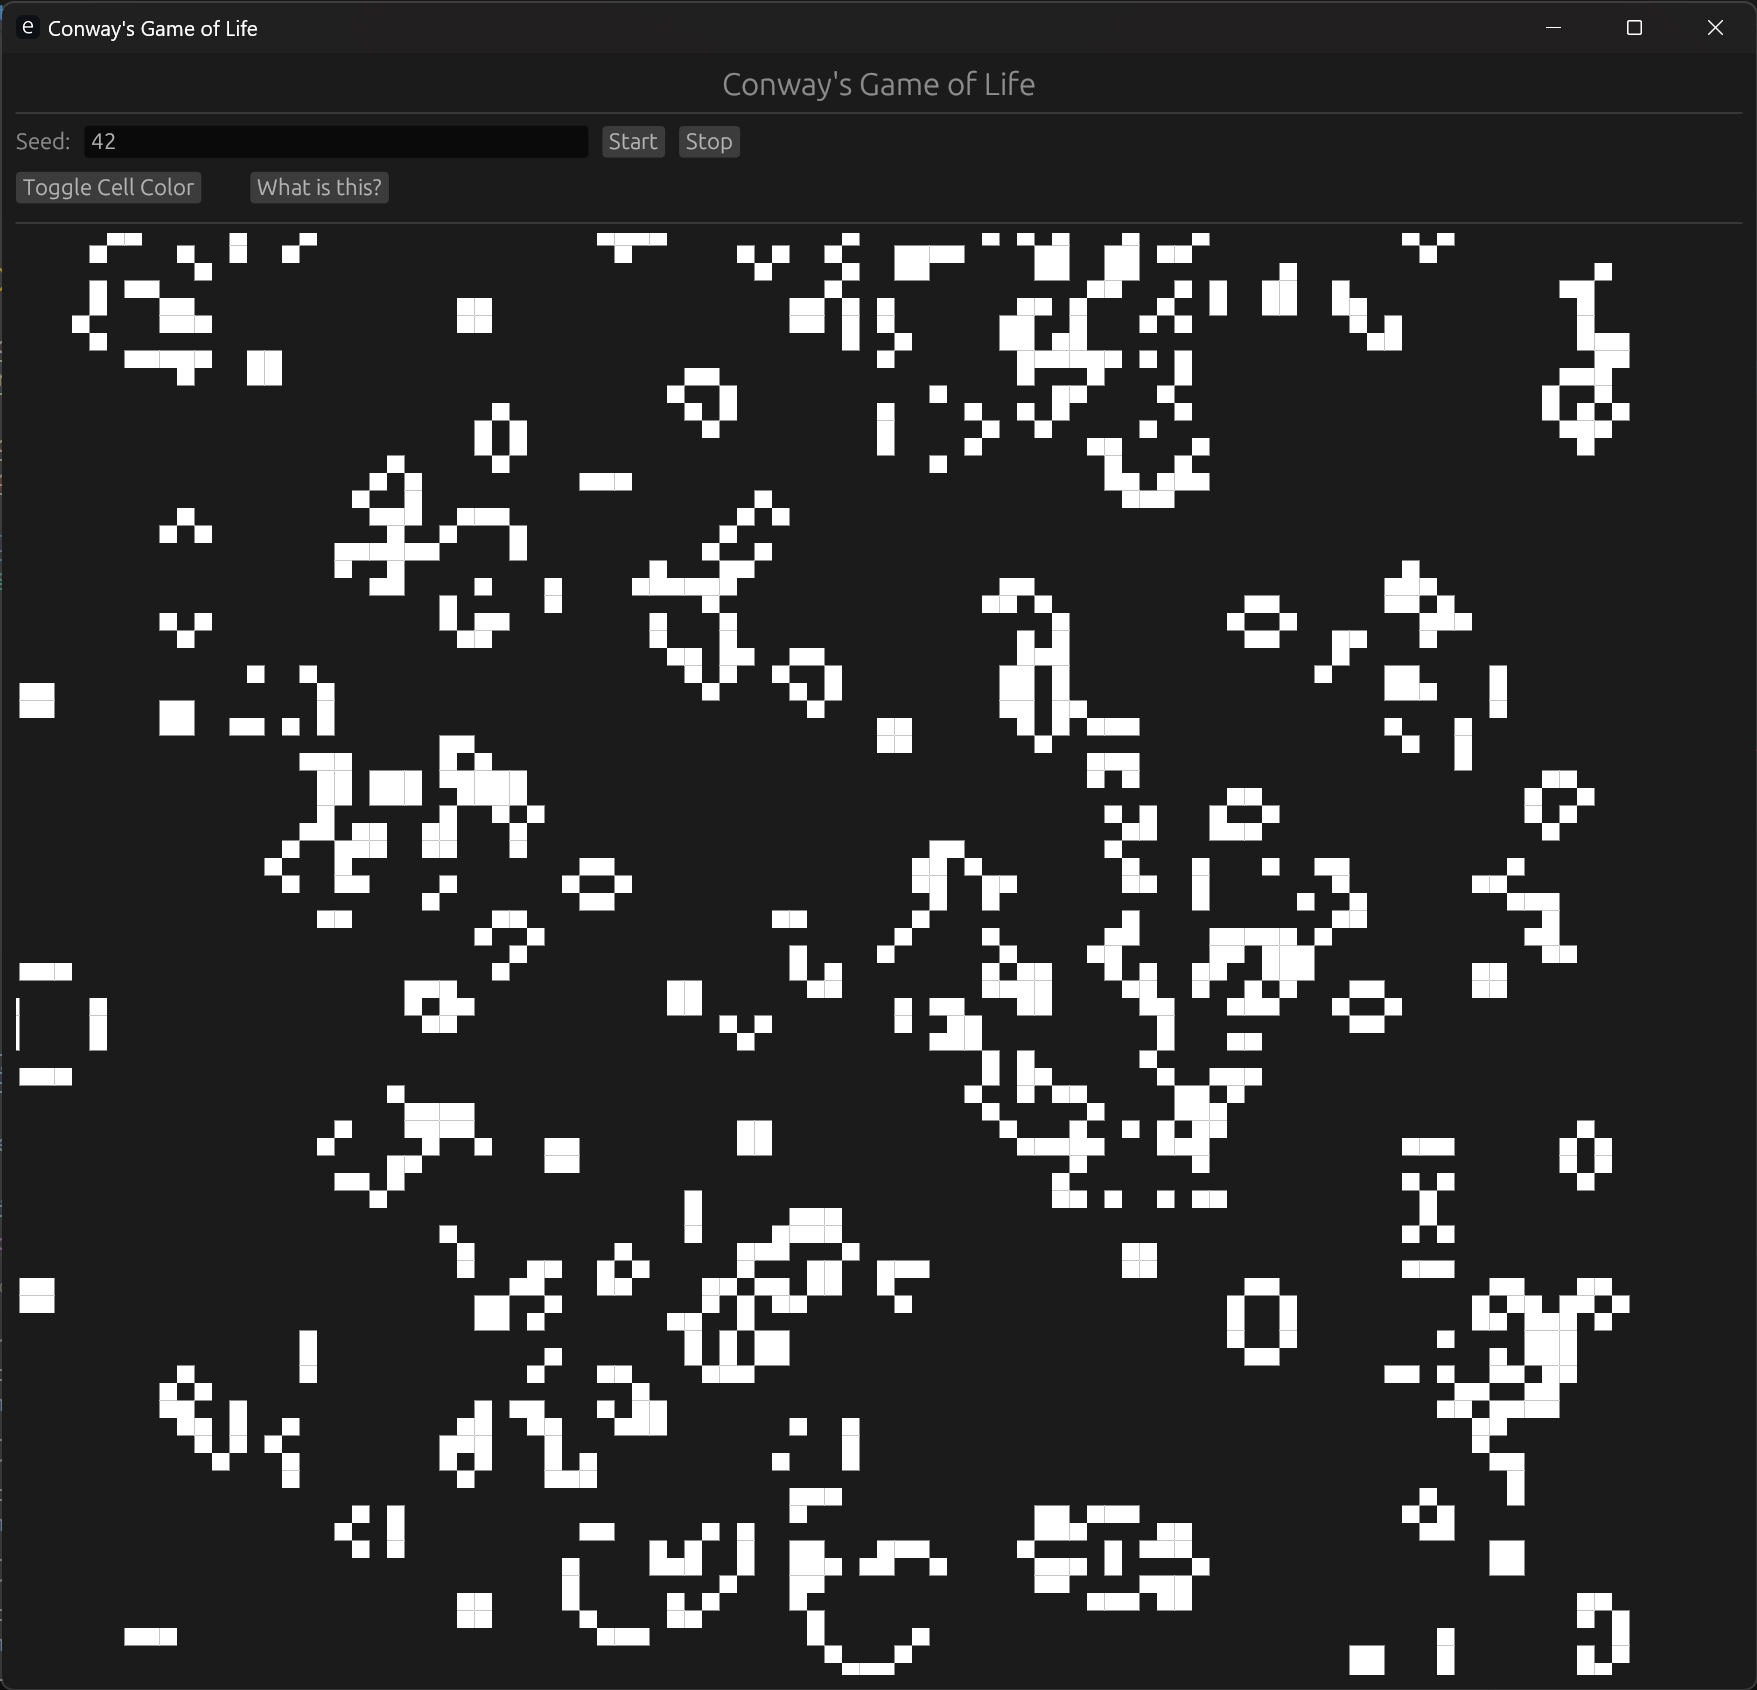 e Conway's Game of Life
Conway's Game of Life
Seed: 42 Start Stop
Toggle Cell Color What is this?